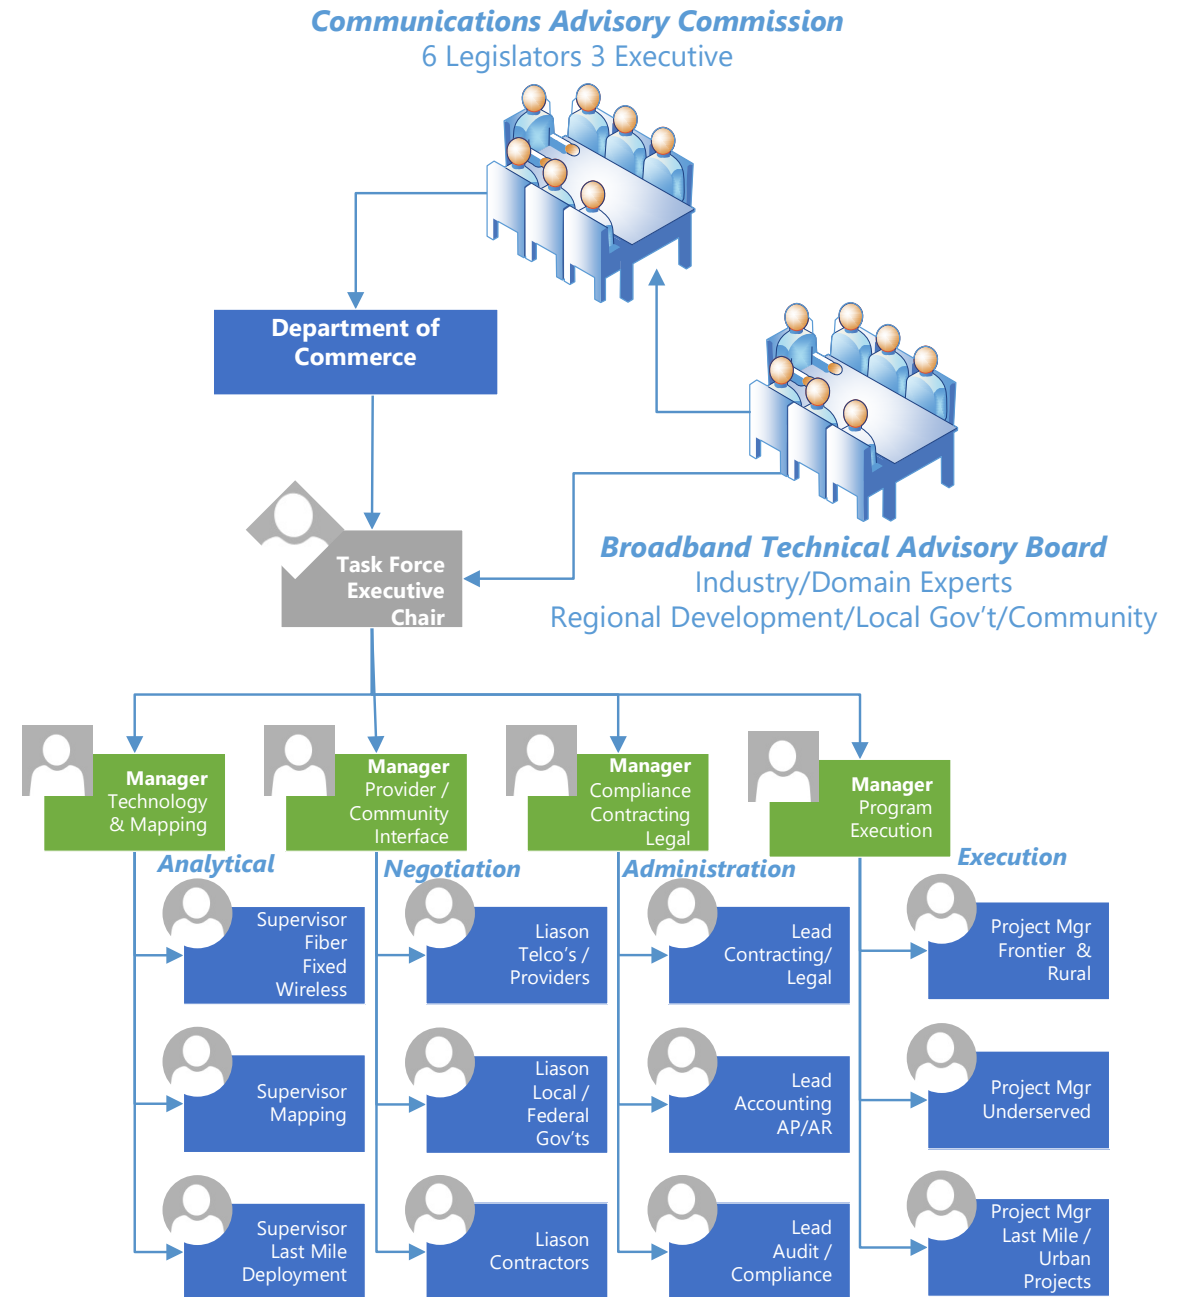 Communications Advisory Commission
6 Legislators 3 Executive
Department of
Commerce
Task Force
Executive
Chair
Broadband Technical Advisory Board
Industry/Domain Experts
Regional Development/Local Gov't/Community
Manager
Technology
& Mapping
Manager
Provider /
Community
Interface
Manager
Compliance
Contracting
Legal
Manager
Program
Execution
Analytical
Supervisor
Fiber
Fixed
Wireless
Supervisor
Mapping
Supervisor
Last Mile
Deployment
Negotiation
Liason
Telco's /
Providers
Liason
Local /
Federal
Gov'ts
Liason
Contractors
Administration
Lead
Contracting/
Legal
Lead
Accounting
AP/AR
Lead
Audit /
Compliance
Execution
Project Mgr
Frontier & 
Rural
Project Mgr
Underserved
Project Mgr
Last Mile /
Urban
Projects